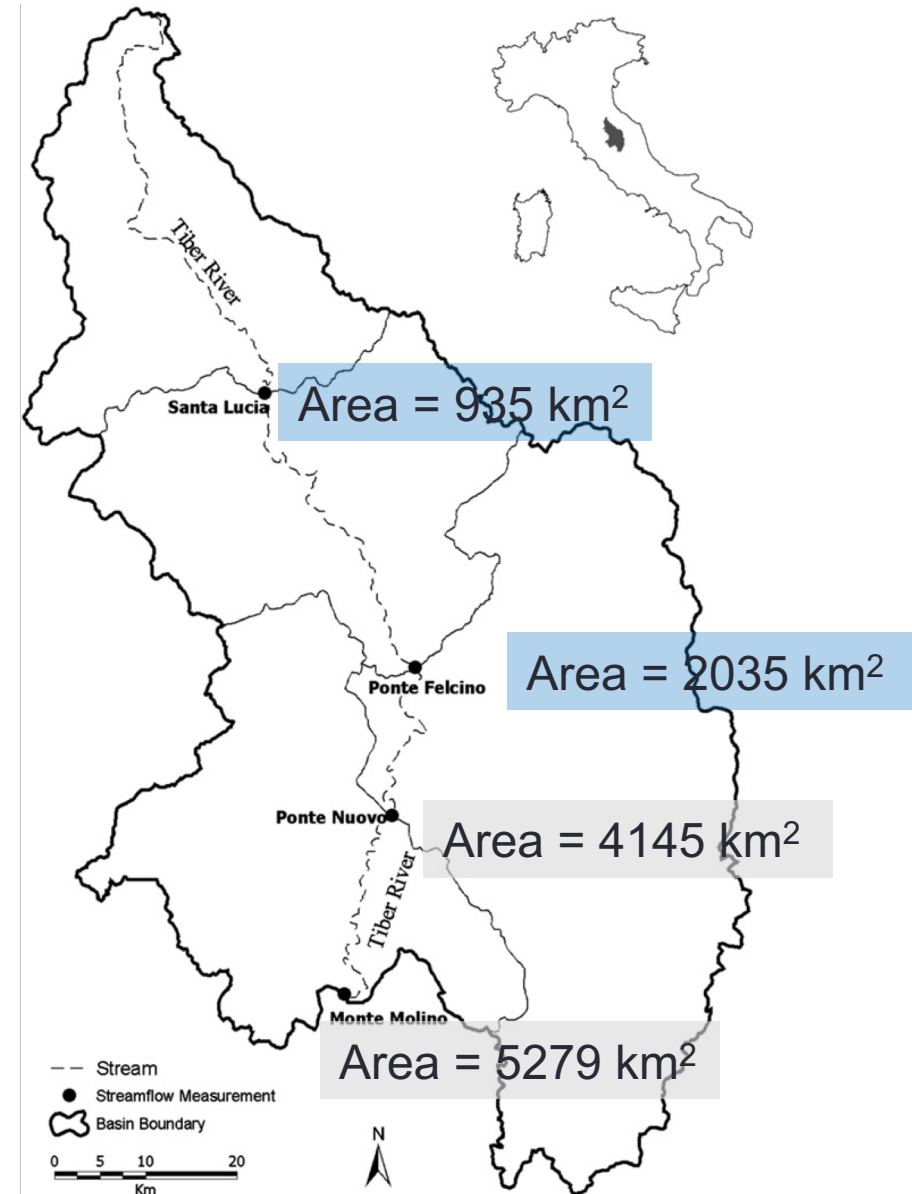 Tiber River
Santa Lucia
Area = 935 km²
Ponte Felcino
Area = 2035 km²
Ponte Nuovo
Area = 4145 km²
Tiber River
Monte Molino
Area = 5279 km²
Stream
Streamflow Measurement
Basin Boundary
0 5 10 20
Km
N